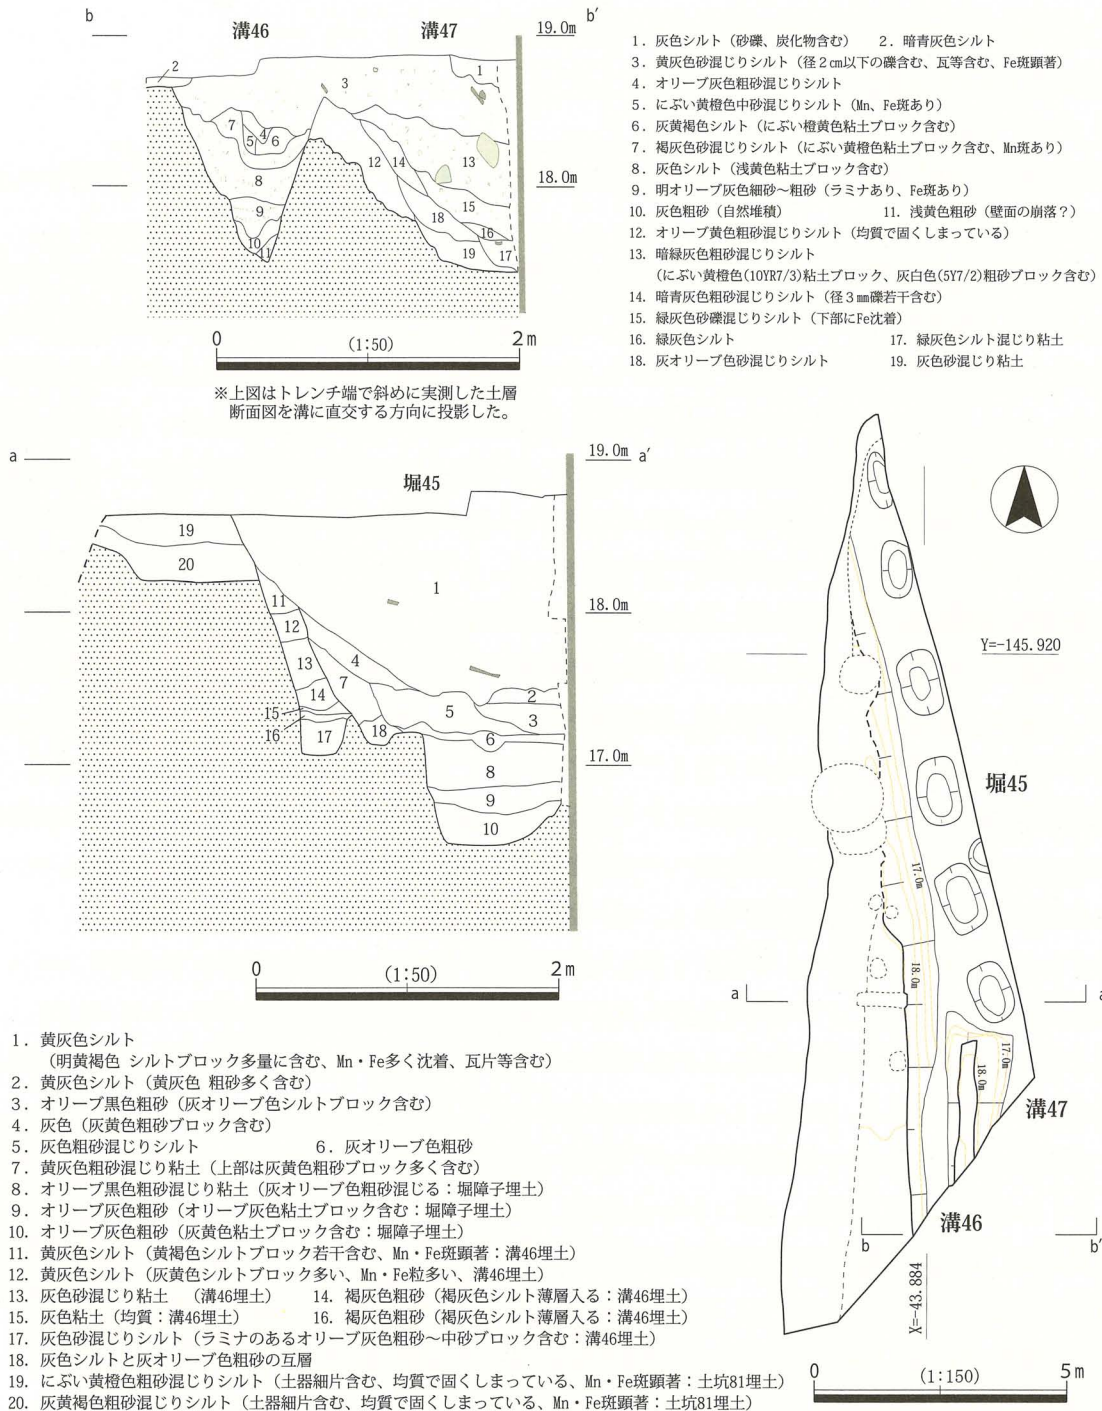 b
溝46
溝47
19.0m
b′
2
3
1
7
5
4
6
5
8
9
10
11
12
14
13
15
18
16
19
17
18.0m
0
(1:50)
2m
※上図はトレンチ端で斜めに実測した土層
断面図を溝に直交する方向に投影した。
1. 灰色シルト(砂礫、炭化物含む) 2. 暗青灰色シルト
3. 黄灰色砂混じりシルト(径2cm以下の礫含む、瓦等含む、Fe斑顕著)
4. オリーブ灰色粗砂混じりシルト
5. にぶい黄橙色中砂混じりシルト(Mn、Fe斑あり)
6. 灰黄褐色シルト(にぶい橙黄色粘土ブロック含む)
7. 褐灰色砂混じりシルト(にぶい黄橙色粘土ブロック含む、Mn斑あり)
8. 灰色シルト(浅黄色粘土ブロック含む)
9. 明オリーブ灰色細砂～粗砂(ラミナあり、Fe斑あり)
10. 灰色粗砂(自然堆積) 11. 浅黄色粗砂(壁面の崩落?)
12. オリーブ黄色粗砂混じりシルト(均質で固くしまっている)
13. 暗緑灰色粗砂混じりシルト
(にぶい黄橙色(10YR7/3)粘土ブロック、灰白色(5Y7/2)粗砂ブロック含む)
14. 暗青灰色粗砂混じりシルト(径3mm礫若干含む)
15. 緑灰色砂礫混じりシルト(下部にFe沈着)
16. 緑灰色シルト 17. 緑灰色シルト混じり粘土
18. 灰オリーブ色砂混じりシルト 19. 灰色砂混じり粘土
a
堀45
19.0m
a′
19
20
1
11
12
13
14
15
16
17
4
7
18
5
2
3
6
8
9
10
18.0m
17.0m
0
(1:50)
2m
Y=-145.920
堀45
17.0m
18.0m
a
a
17.0m
18.0m
溝47
溝46
b
b′
X=-43.884
0
(1:150)
5m
1. 黄灰色シルト
(明黄褐色 シルトブロック多量に含む、Mn・Fe多く沈着、瓦片等含む)
2. 黄灰色シルト(黄灰色 粗砂多く含む)
3. オリーブ黒色粗砂(灰オリーブ色シルトブロック含む)
4. 灰色(灰黄色粗砂ブロック含む)
5. 灰色粗砂混じりシルト 6. 灰オリーブ色粗砂
7. 黄灰色粗砂混じり粘土(上部は灰黄色粗砂ブロック多く含む)
8. オリーブ黒色粗砂混じり粘土(灰オリーブ色粗砂混じる:堀障子埋土)
9. オリーブ灰色粗砂(オリーブ灰色粘土ブロック含む:堀障子埋土)
10. オリーブ灰色粗砂(灰黄色粘土ブロック含む:堀障子埋土)
11. 黄灰色シルト(黄褐色シルトブロック若干含む、Mn・Fe斑顕著:溝46埋土)
12. 黄灰色シルト(灰黄色シルトブロック多い、Mn・Fe粒多い、溝46埋土)
13. 灰色砂混じり粘土 (溝46埋土) 14. 褐灰色粗砂(褐灰色シルト薄層入る:溝46埋土)
15. 灰色粘土(均質:溝46埋土) 16. 褐灰色粗砂(褐灰色シルト薄層入る:溝46埋土)
17. 灰色砂混じりシルト(ラミナのあるオリーブ灰色粗砂～中砂ブロック含む:溝46埋土)
18. 灰色シルトと灰オリーブ色粗砂の互層
19. にぶい黄橙色粗砂混じりシルト(土器細片含む、均質で固くしまっている、Mn・Fe斑顕著:土坑81埋土)
20. 灰黄褐色粗砂混じりシルト(土器細片含む、均質で固くしまっている、Mn・Fe斑顕著:土坑81埋土)